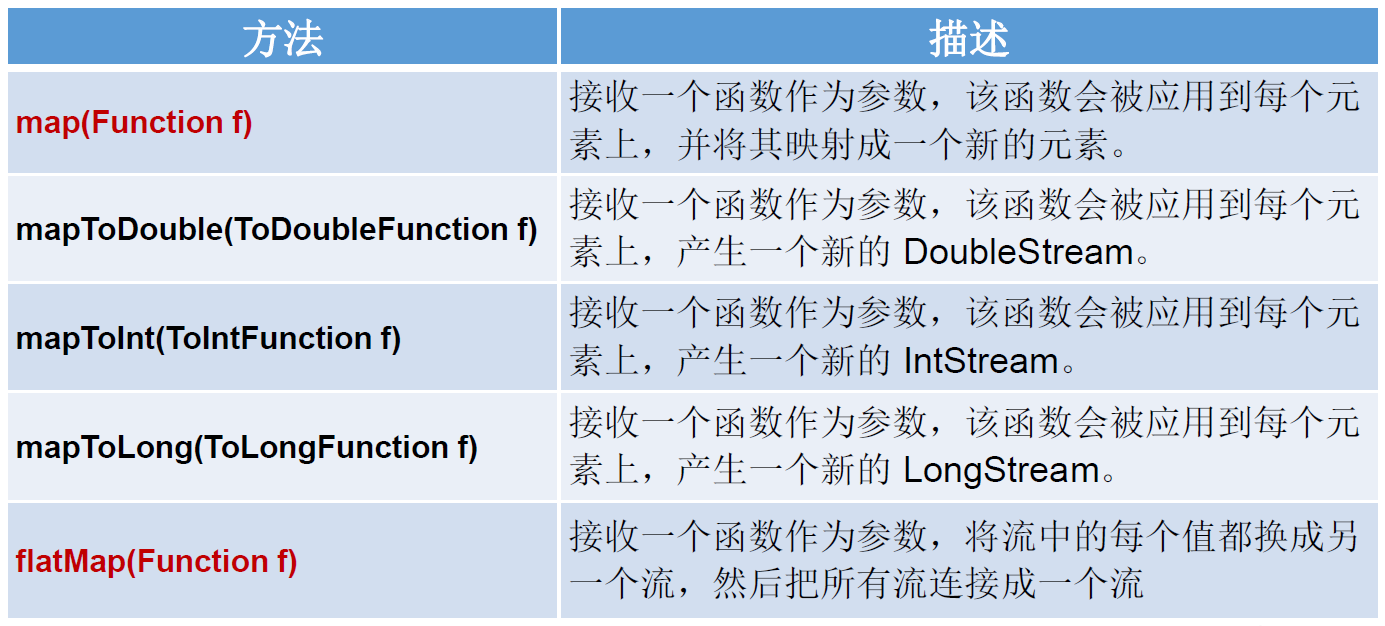 方法
描述
map(Function f)
接收一个函数作为参数，该函数会被应用到每个元
素上，并将其映射成一个新的元素。
mapToDouble(ToDoubleFunction f)
接收一个函数作为参数，该函数会被应用到每个元
素上，产生一个新的 DoubleStream。
mapToInt(ToIntFunction f)
接收一个函数作为参数，该函数会被应用到每个元
素上，产生一个新的 IntStream。
mapToLong(ToLongFunction f)
接收一个函数作为参数，该函数会被应用到每个元
素上，产生一个新的 LongStream。
flatMap(Function f)
接收一个函数作为参数，将流中的每个值都换成另
一个流，然后把所有流连接成一个流